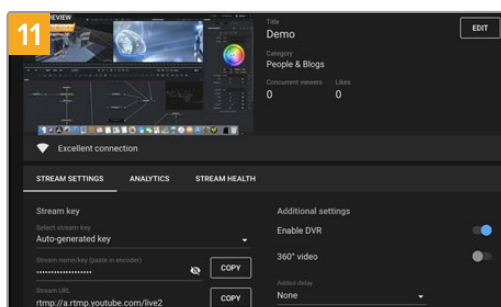 11
PREVIEW
Title
Demo
EDIT
Category
People & Blogs
Concurrent viewers
Likes
0
0
Excellent connection
STREAM SETTINGS
ANALYTICS
STREAM HEALTH
Stream key
Additional settings
Select stream key
Auto-generated key
Enable DVR
Stream name/key (paste in encoder)
COPY
360° video
Stream URL
rtmp://a.rtmp.youtube.com/live2
COPY
Added delay
None